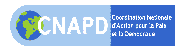 CNAPD
Coordination Nationale
d'Action pour la Paix
et la Démocratie